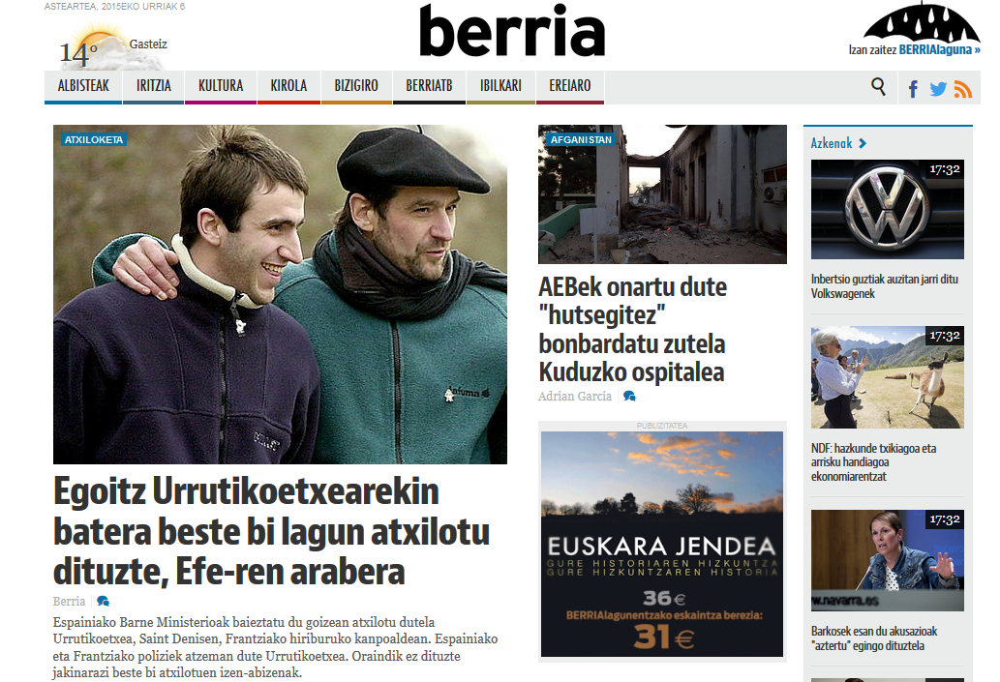 ASTEARTEA, 2015EKO URRIAK 6
14º
Gasteiz
berria
Izan zaitez BERRIAlaguna »
ALBISTEAK
IRITZIA
KULTURA
KIROLA
BIZIGIRO
BERRIATB
IBILKARI
EREIARO
ATXILOKETA
Egoitz Urrutikoetxearekin
batera beste bi lagun atxilotu
dituzte, Efe-ren arabera
Berria
Espainiako Barne Ministerioak baieztatu du goizean atxilotu dutela
Urrutikoetxea, Saint Denisen, Frantziako hiriburuko kanpoaldean. Espainiako
eta Frantziako poliziek atzeman dute Urrutikoetxea. Oraindik ez dituzte
jakinarazi beste bi atxilotuen izen-abizenak.
AFGANISTAN
AEBek onartu dute
"hutsegitez"
bonbardatu zutela
Kuduzko ospitalea
Adrian Garcia
PUBLIZITATEA
EUSKARA JENDEA
GURE HISTORIAREN HIZKUNTZA
GURE HIZKUNTZAREN HISTORIA
36€
BERRIAlagunentzako eskaintza berezia:
31€
Azkenak
17:32
Inbertsio guztiak auzitan jarri ditu
Volkswagenek
17:32
NDF: hazkunde txikiagoa eta
arrisku handiagoa
ekonomiarentzat
17:32
w.navarra.es
Barkosek esan du akusazioak
"aztertu" egingo dituztela